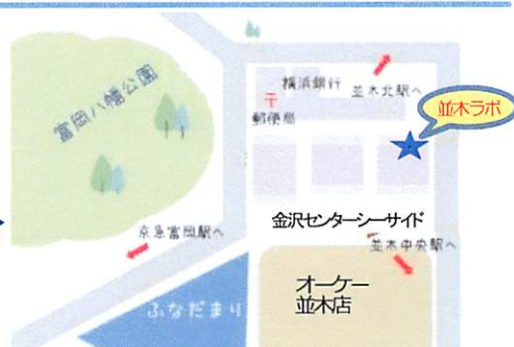 富岡八幡公園
横浜銀行
並木北駅へ
〒
郵便局
並木ラボ
金沢センターシーサイド
京急富岡駅へ
並木中央駅へ
ふなだまり
オーケー
並木店